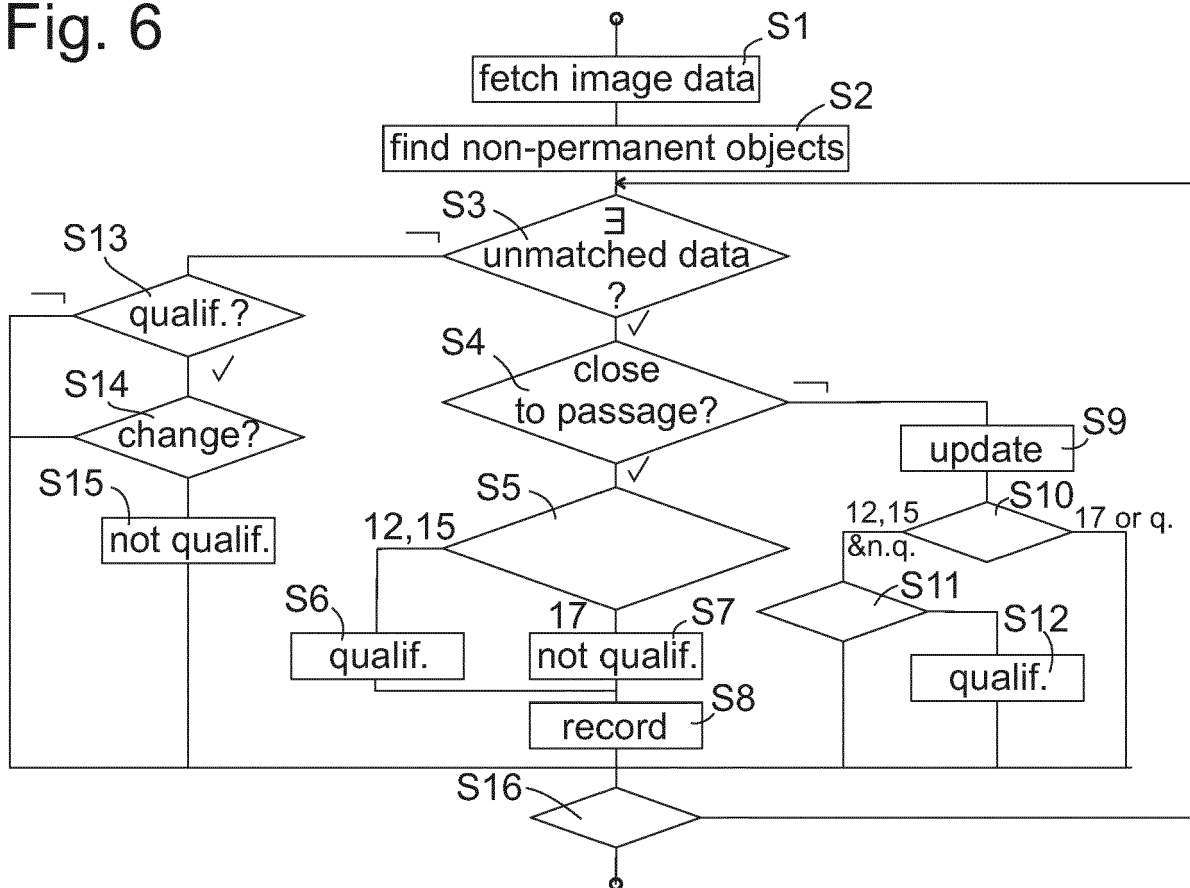 Fig. 6
S1
fetch image data
S2
find non-permanent objects
S3
∃
unmatched data
?
¬
✓
S13
qualif.?
¬
✓
S4
close
to passage?
¬
✓
S14
change?
S9
update
S15
not qualif.
S5
12,15
17
S10
12,15
&n.q.
17 or q.
S11
S6
qualif.
S7
not qualif.
S12
qualif.
S8
record
S16